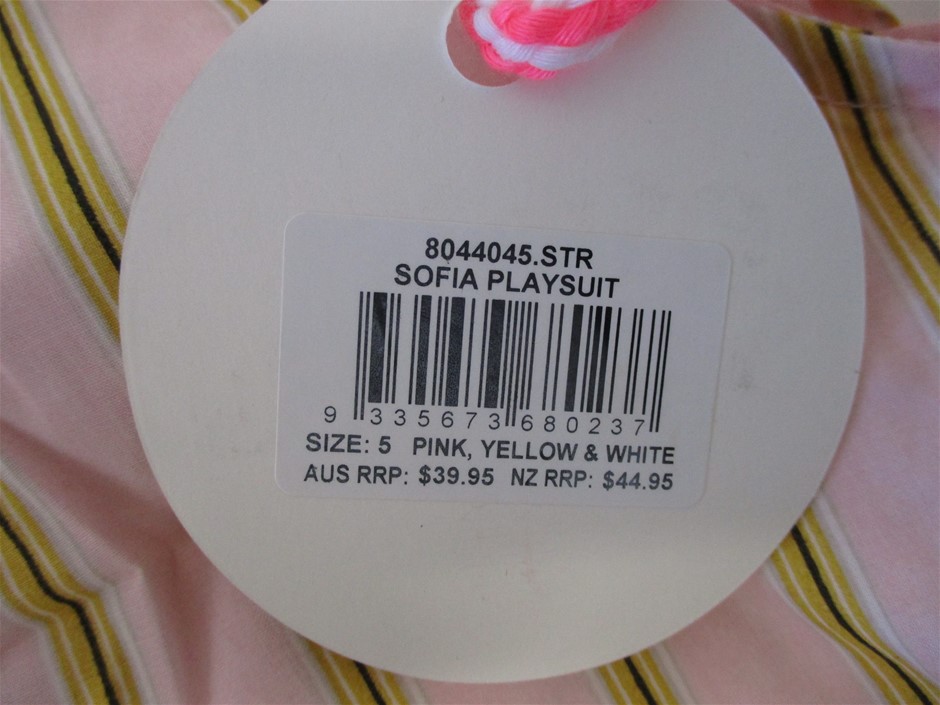 8044045.STR
SOFIA PLAYSUIT
9 335673 680237
SIZE: 5 PINK, YELLOW & WHITE
AUS RRP: $39.95 NZ RRP: $44.95